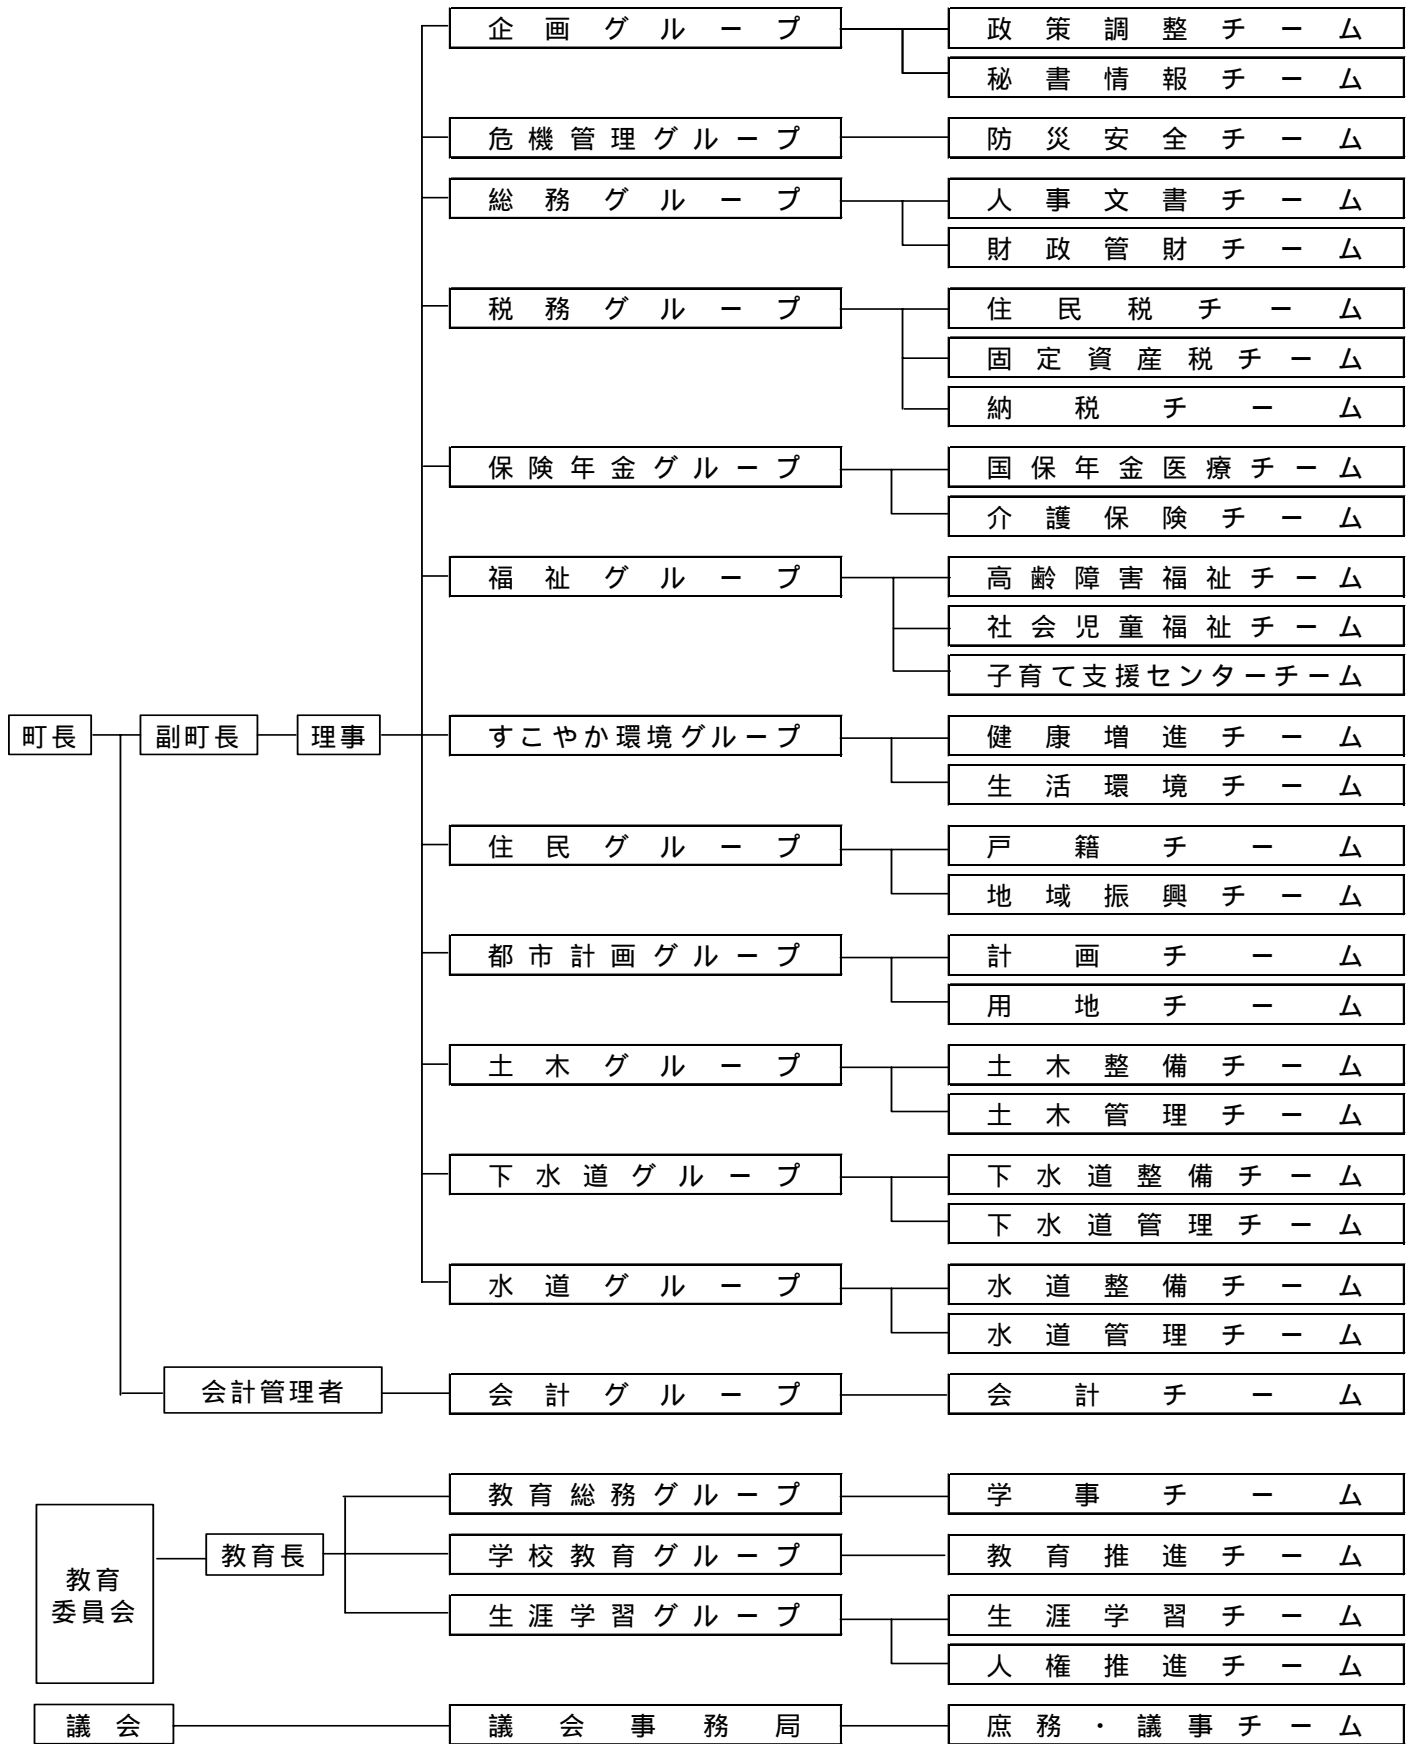 企画グループ 政策調整チーム
秘書情報チーム
危機管理グループ 防災安全チーム
総務グループ 人事文書チーム
財政管財チーム
税務グループ 住民税チーム
固定資産税チーム
納税チーム
保険年金グループ 国保年金医療チーム
介護保険チーム
福祉グループ 高齢障害福祉チーム
社会児童福祉チーム
子育て支援センターチーム
町長 副町長 理事 すこやか環境グループ 健康増進チーム
生活環境チーム
住民グループ 戸籍チーム
地域振興チーム
都市計画グループ 計画チーム
用地チーム
土木グループ 土木整備チーム
土木管理チーム
下水道グループ 下水道整備チーム
下水道管理チーム
水道グループ 水道整備チーム
水道管理チーム
会計管理者 会計グループ 会計チーム
教育総務グループ 学事チーム
教育長 学校教育グループ 教育推進チーム
教育
委員会
生涯学習グループ 生涯学習チーム
人権推進チーム
議会 議会事務局 庶務・議事チーム